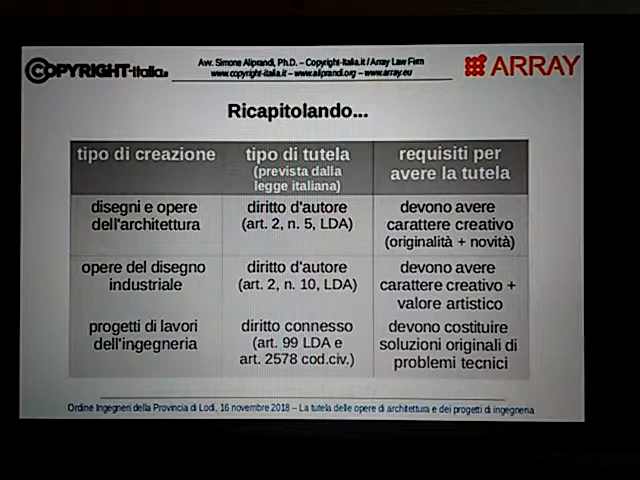 COPYRIGHT-Italia.it
Avv. Simone Aliprandi, Ph.D. – Copyright-Italia.it / Array Law Firm
www.copyright-italia.it – www.aliprandi.org – www.array.eu
ARRAY
Ricapitolando...
tipo di creazione
tipo di tutela
(prevista dalla
legge italiana)
requisiti per
avere la tutela
disegni e opere
dell'architettura
diritto d'autore
(art. 2, n. 5, LDA)
devono avere
carattere creativo
(originalità + novità)
opere del disegno
industriale
diritto d'autore
(art. 2, n. 10, LDA)
devono avere
carattere creativo +
valore artistico
progetti di lavori
dell'ingegneria
diritto connesso
(art. 99 LDA e
art. 2578 cod.civ.)
devono costituire
soluzioni originali di
problemi tecnici
Ordine Ingegneri della Provincia di Lodi, 16 novembre 2018 – La tutela delle opere di architettura e dei progetti di ingegneria